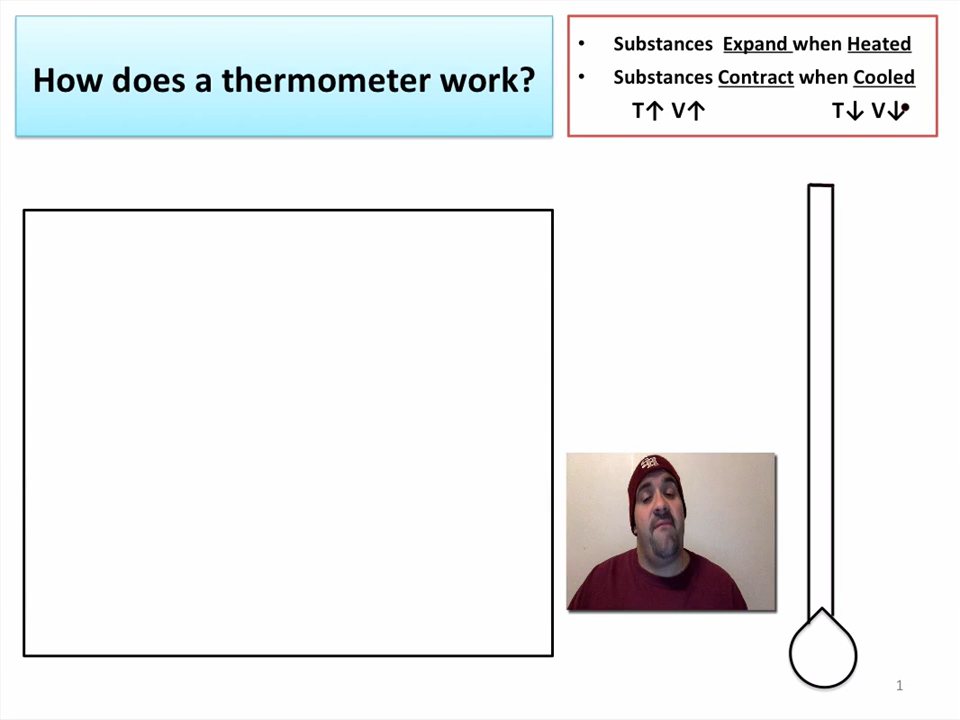 How does a thermometer work?
• Substances Expand when Heated
• Substances Contract when Cooled
T↑ V↑ T↓ V↓
1